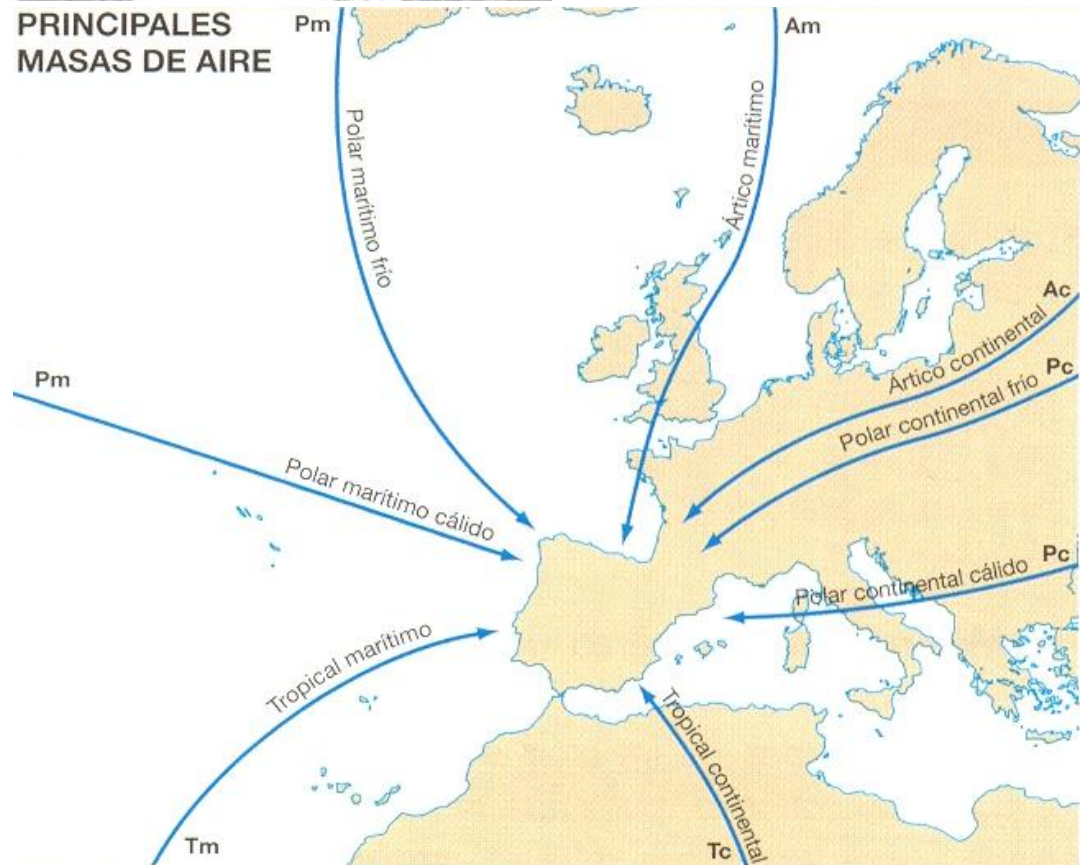 PRINCIPALES
MASAS DE AIRE
Pm
Am
Polar marítimo frío
Ártico marítimo
Ac
Ártico continental
Pc
Polar continental frío
Pm
Polar marítimo cálido
Pc
Polar continental cálido
Tropical marítimo
Tropical continental
Tm
Tc